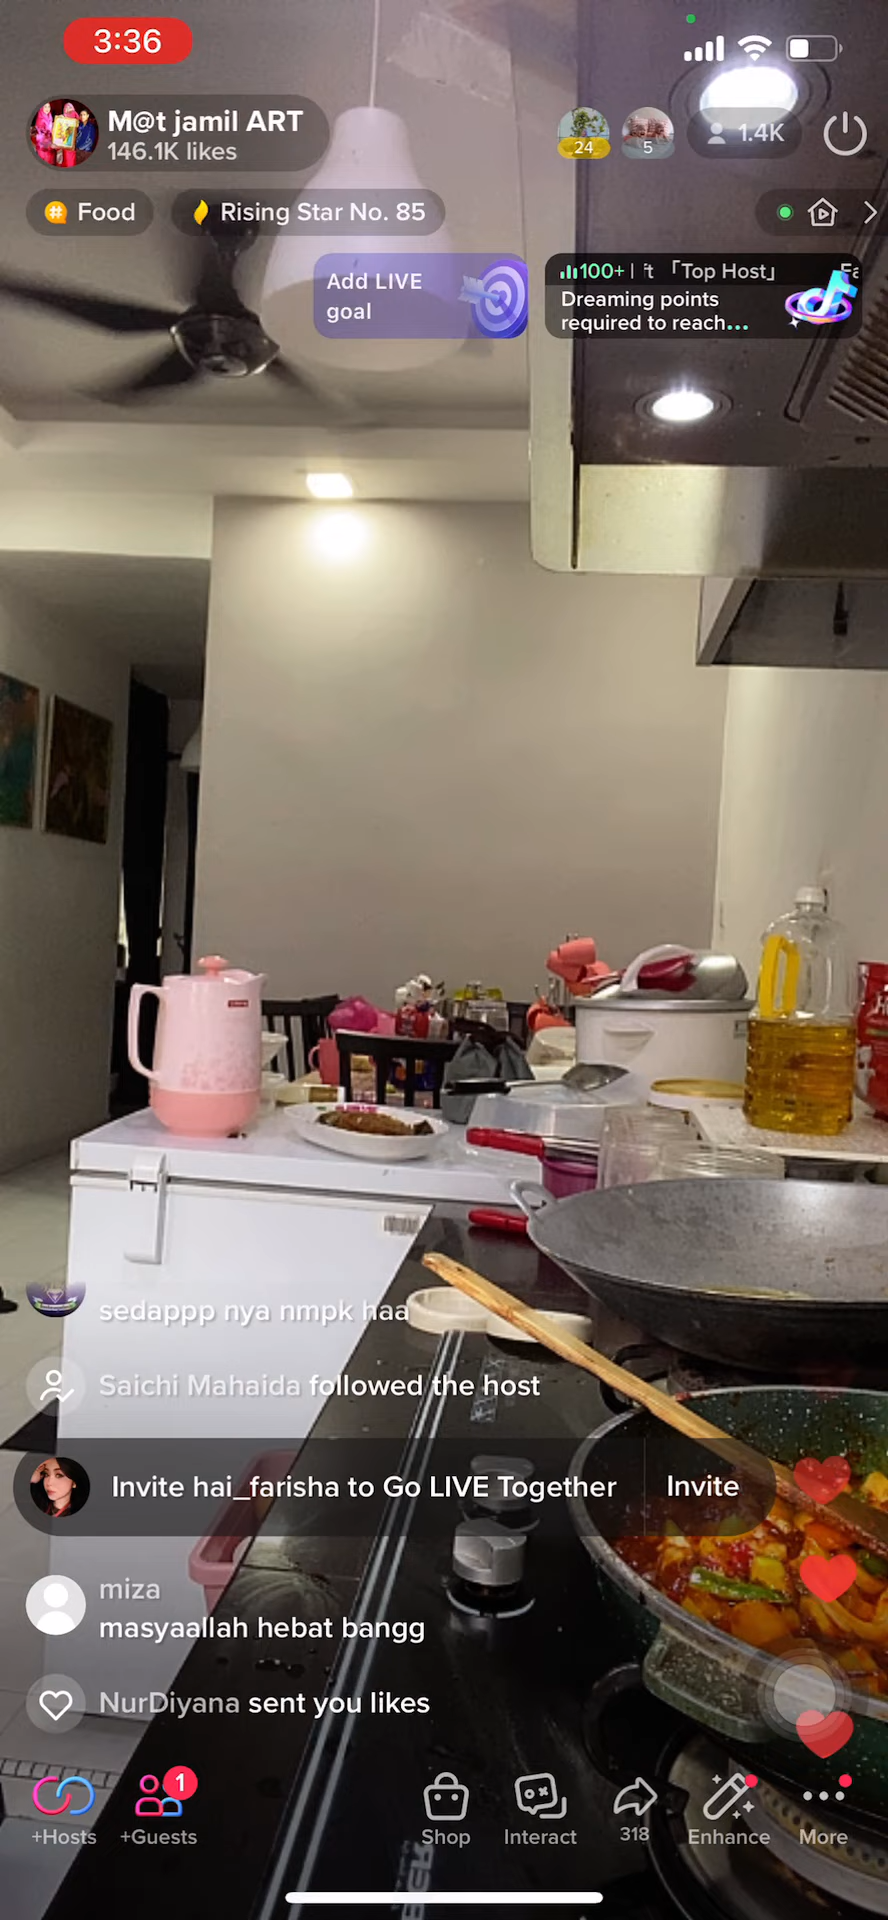 3:36
M@t jamil ART
146.1K likes
24
5
1.4K
Food
Rising Star No. 85
Add LIVE
goal
100+ 「Top Host」
Dreaming points
required to reach...
sedappp nya nmpk haa
Saichi Mahaida followed the host
Invite hai_farisha to Go LIVE Together
Invite
miza
masyaallah hebat bangg
NurDiyana sent you likes
1
+Hosts
+Guests
Shop
Interact
318
Enhance
More